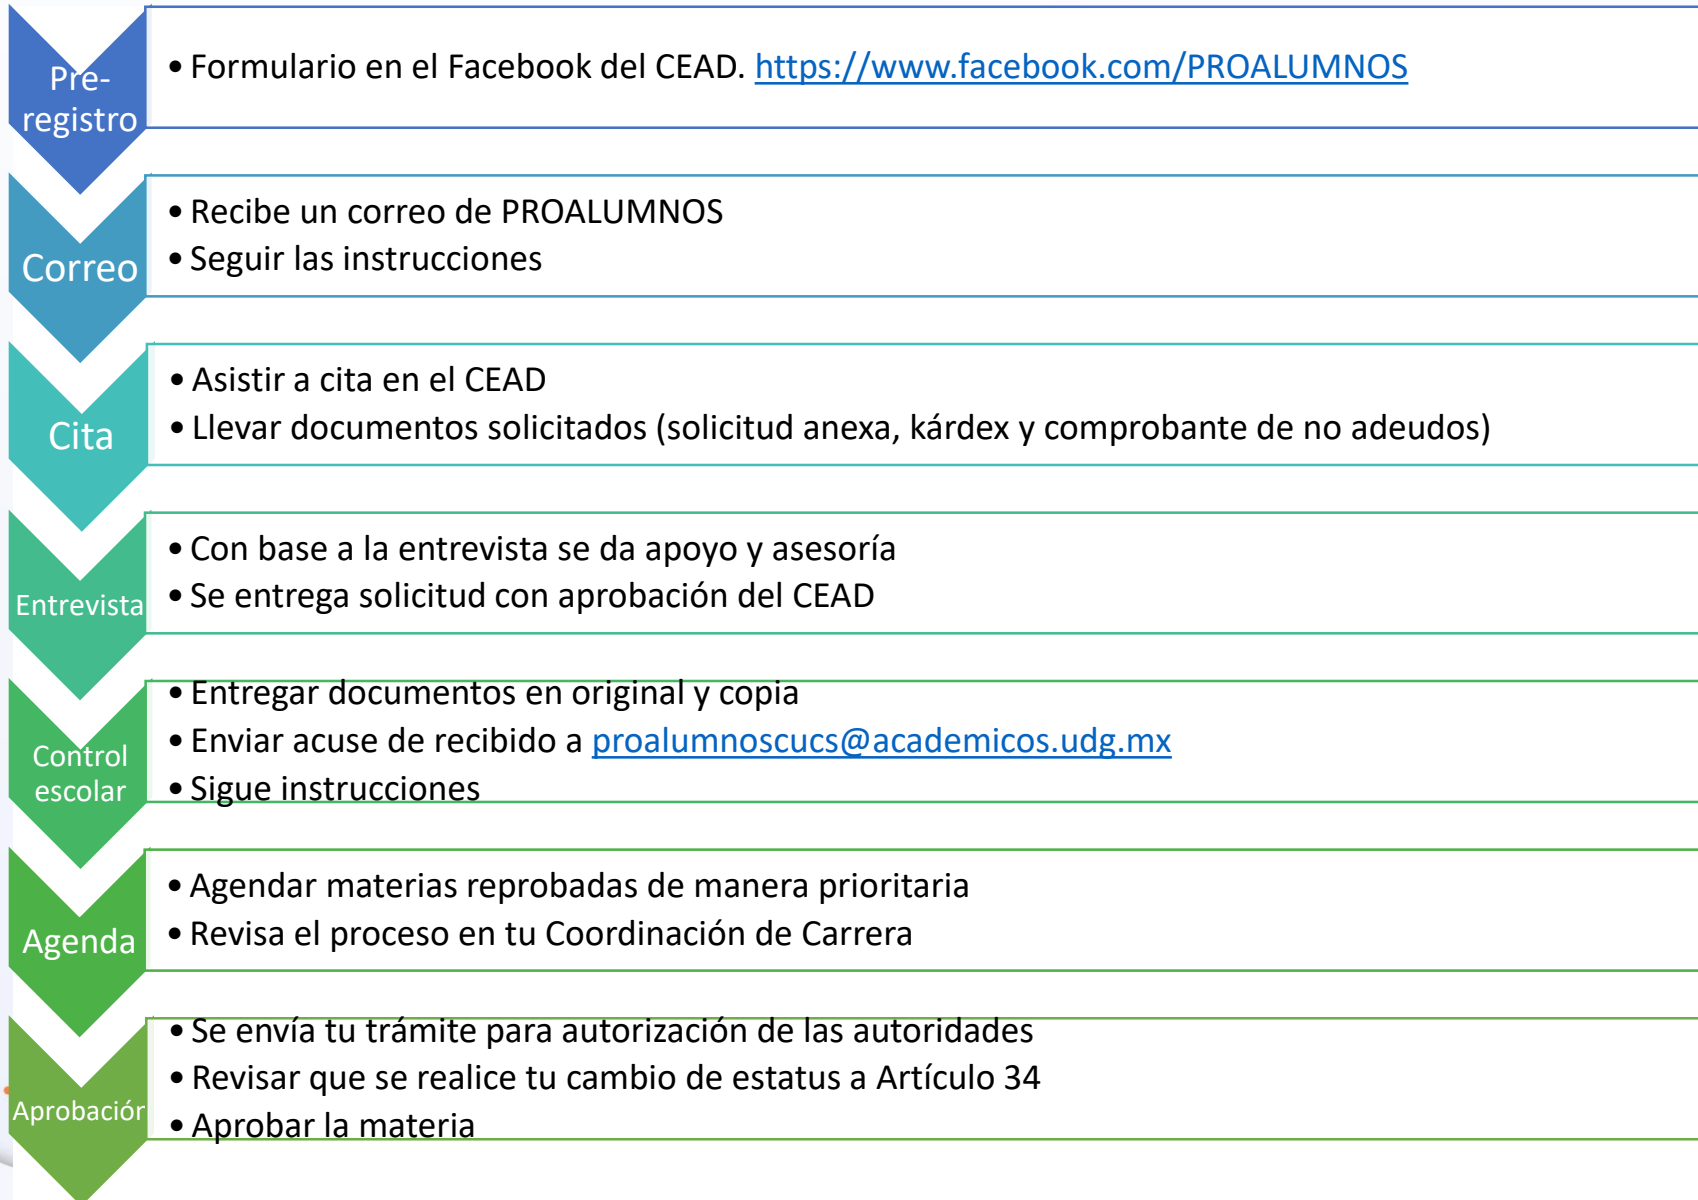 Pre-
registro
• Formulario en el Facebook del CEAD. https://www.facebook.com/PROALUMNOS
Correo
• Recibe un correo de PROALUMNOS
• Seguir las instrucciones
Cita
• Asistir a cita en el CEAD
• Llevar documentos solicitados (solicitud anexa, kárdex y comprobante de no adeudos)
Entrevista
• Con base a la entrevista se da apoyo y asesoría
• Se entrega solicitud con aprobación del CEAD
Control
escolar
• Entregar documentos en original y copia
• Enviar acuse de recibido a proalumnoscucs@academicos.udg.mx
• Sigue instrucciones
Agenda
• Agendar materias reprobadas de manera prioritaria
• Revisa el proceso en tu Coordinación de Carrera
Aprobación
• Se envía tu trámite para autorización de las autoridades
• Revisar que se realice tu cambio de estatus a Artículo 34
• Aprobar la materia